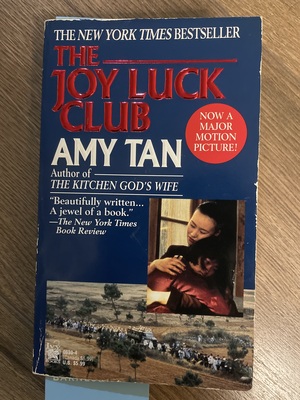 THE NEW YORK TIMES BESTSELLER
THE
JOY LUCK
CLUB
NOW A
MAJOR
MOTION
PICTURE!
AMY TAN
Author of
THE KITCHEN GOD'S WIFE
"Beautifully written...
A jewel of a book."
—The New York Times
Book Review